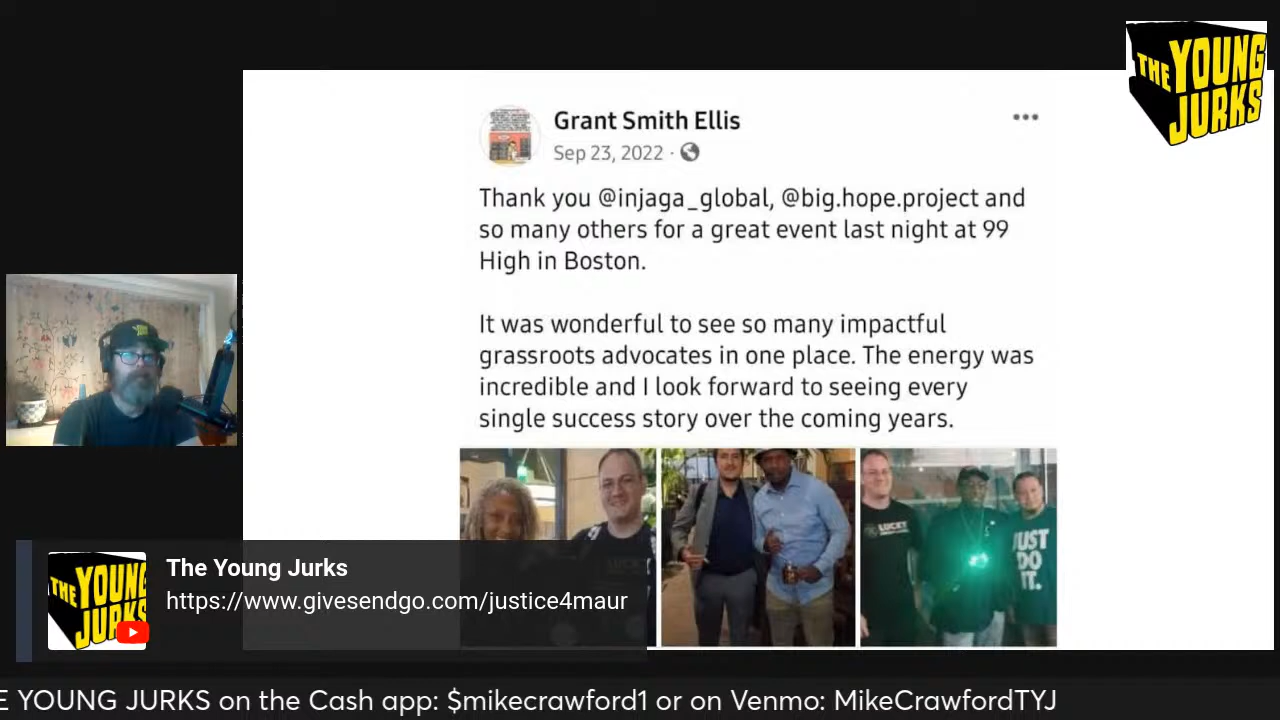 THE YOUNG JURKS
Grant Smith Ellis
Sep 23, 2022 ·
Thank you @injaga_global, @big.hope.project and
so many others for a great event last night at 99
High in Boston.
It was wonderful to see so many impactful
grassroots advocates in one place. The energy was
incredible and I look forward to seeing every
single success story over the coming years.
LUCKY
JUST
DO
IT.
THE YOUNG JURKS
The Young Jurks
https://www.givesendgo.com/justice4maur
E YOUNG JURKS on the Cash app: $mikecrawford1 or on Venmo: MikeCrawfordTYJ